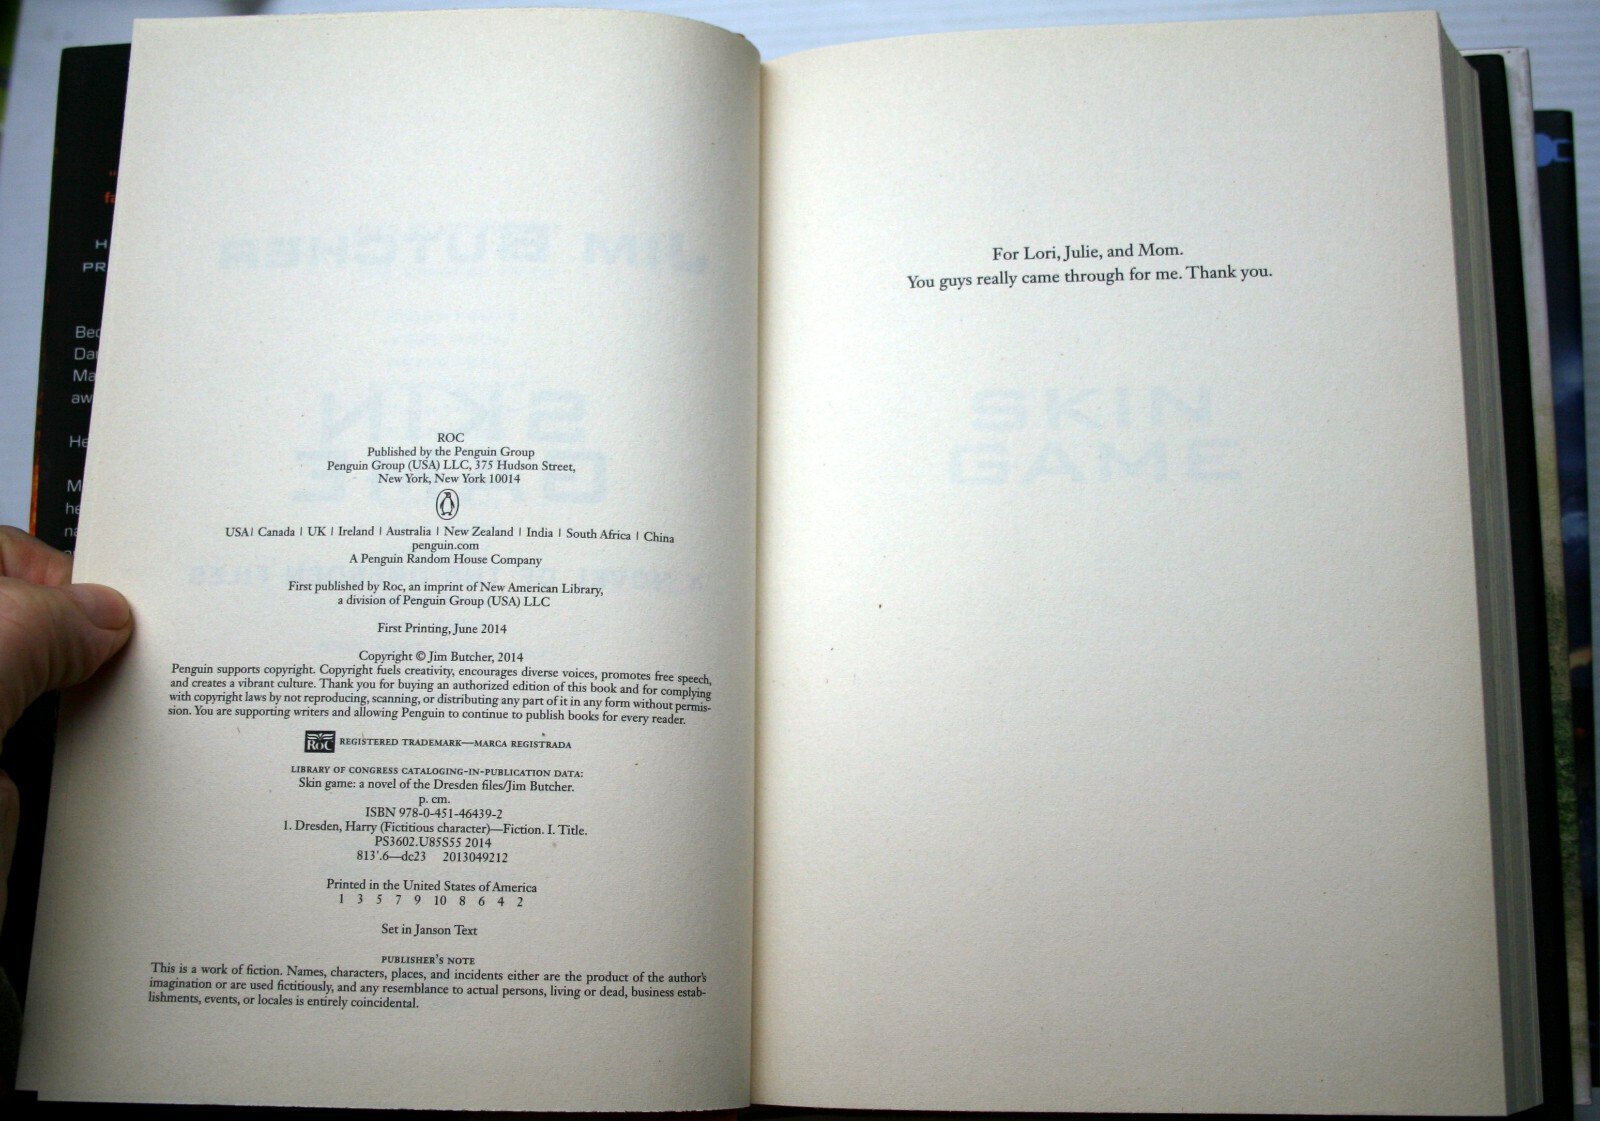 ROC
Published by the Penguin Group
Penguin Group (USA) LLC, 375 Hudson Street,
New York, New York 10014
USA | Canada | UK | Ireland | Australia | New Zealand | India | South Africa | China
penguin.com
A Penguin Random House Company
First published by Roc, an imprint of New American Library,
a division of Penguin Group (USA) LLC
First Printing, June 2014
Copyright © Jim Butcher, 2014
Penguin supports copyright. Copyright fuels creativity, encourages diverse voices, promotes free speech,
and creates a vibrant culture. Thank you for buying an authorized edition of this book and for complying
with copyright laws by not reproducing, scanning, or distributing any part of it in any form without permis-
sion. You are supporting writers and allowing Penguin to continue to publish books for every reader.
ROC REGISTERED TRADEMARK—MARCA REGISTRADA
LIBRARY OF CONGRESS CATALOGING-IN-PUBLICATION DATA:
Skin game: a novel of the Dresden files/Jim Butcher.
p. cm.
ISBN 978-0-451-46439-2
1. Dresden, Harry (Fictitious character)—Fiction. I. Title.
PS3602.U85S55 2014
813'.6—dc23 2013049212
Printed in the United States of America
1 3 5 7 9 10 8 6 4 2
Set in Janson Text
PUBLISHER'S NOTE
This is a work of fiction. Names, characters, places, and incidents either are the product of the author's
imagination or are used fictitiously, and any resemblance to actual persons, living or dead, business estab-
lishments, events, or locales is entirely coincidental.
For Lori, Julie, and Mom.
You guys really came through for me. Thank you.
SKIN
GAME